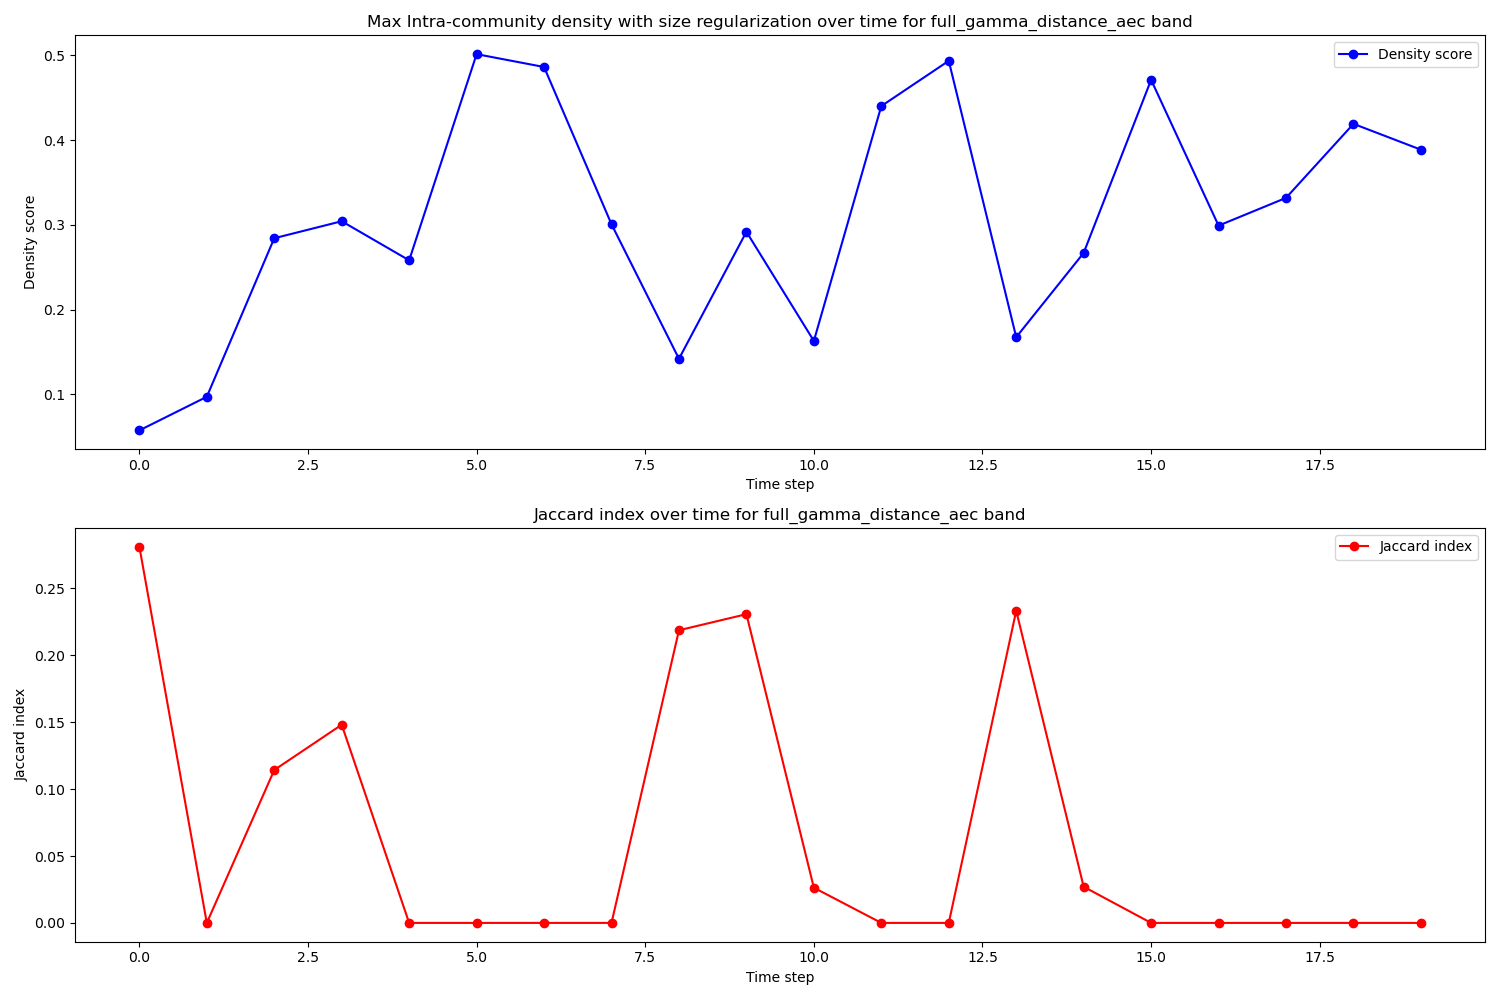 Max Intra-community density with size regularization over time for full_gamma_distance_aec band
Density score
0.5
0.4
0.3
0.2
0.1
Density score
0.0 2.5 5.0 7.5 10.0 12.5 15.0 17.5
Time step
Jaccard index over time for full_gamma_distance_aec band
Jaccard index
0.25
0.20
0.15
0.10
0.05
0.00
Jaccard index
0.0 2.5 5.0 7.5 10.0 12.5 15.0 17.5
Time step